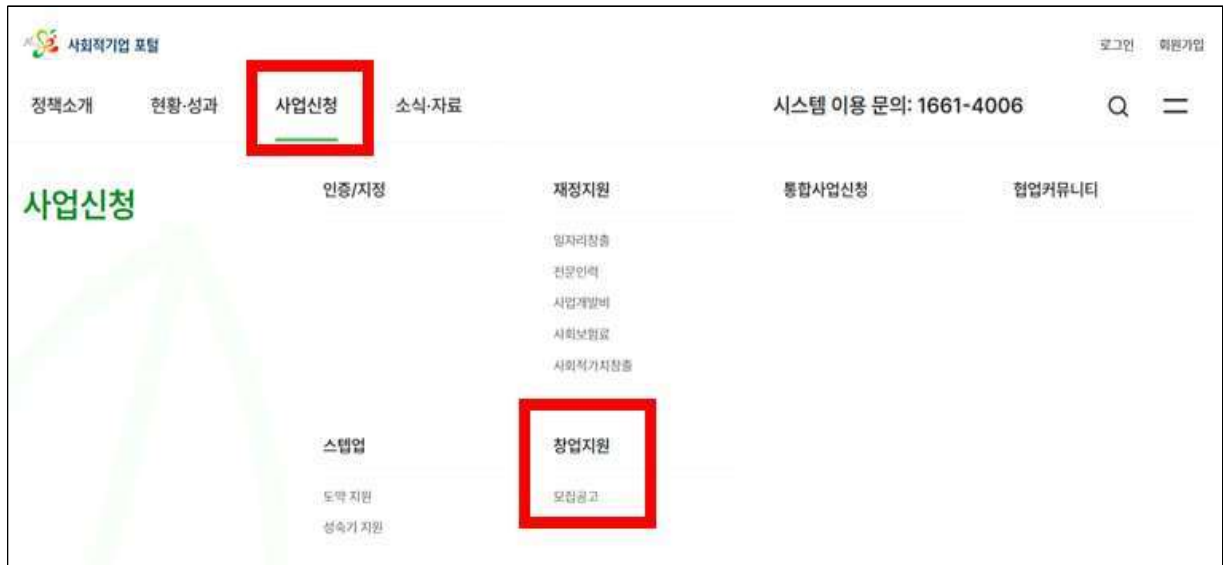 사회적기업 포털
로그인 회원가입
정책소개 현황·성과 사업신청 소식·자료 시스템 이용 문의: 1661-4006
사업신청
인증/지정 재정지원 통합사업신청 협업커뮤니티
일자리창출
전문인력
사업개발비
사회보험료
사회적가치창출
스텝업 창업지원
도약 지원 모집공고
성숙기 지원